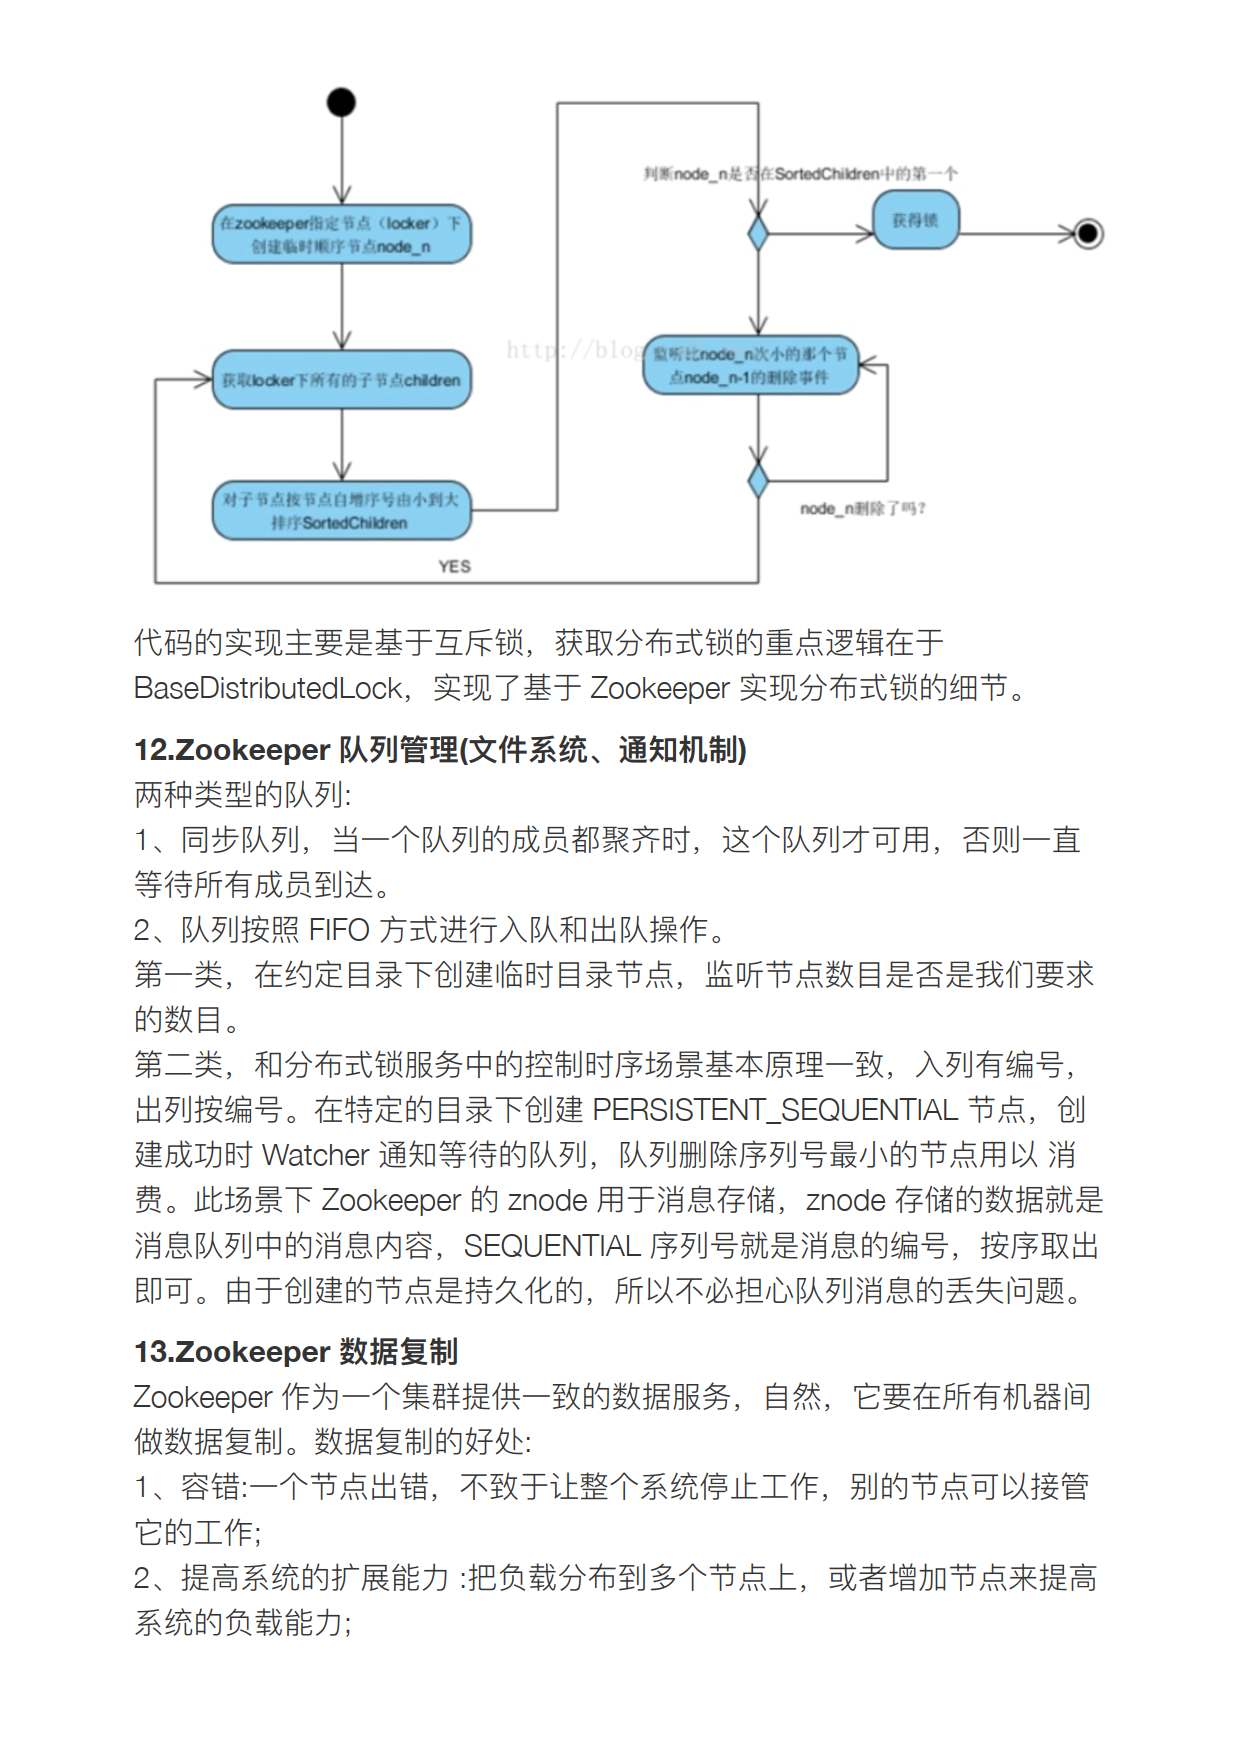 判断node_n是否在SortedChildren中的第一个
在zookeeper指定节点（locker）下
创建临时顺序节点node_n
获得锁
http://blog
监听比node_n次小的那个节
点node_n-1的删除事件
获取locker下所有的子节点children
对子节点按节点自增序号由小到大
排序SortedChildren
node_n删除了吗?
YES
代码的实现主要是基于互斥锁，获取分布式锁的重点逻辑在于
BaseDistributedLock，实现了基于 Zookeeper 实现分布式锁的细节。
12.Zookeeper 队列管理(文件系统、通知机制)
两种类型的队列:
1、同步队列，当一个队列的成员都聚齐时，这个队列才可用，否则一直
等待所有成员到达。
2、队列按照 FIFO 方式进行入队和出队操作。
第一类，在约定目录下创建临时目录节点，监听节点数目是否是我们要求
的数目。
第二类，和分布式锁服务中的控制时序场景基本原理一致，入列有编号，
出列按编号。在特定的目录下创建 PERSISTENT_SEQUENTIAL 节点，创
建成功时 Watcher 通知等待的队列，队列删除序列号最小的节点用以 消
费。此场景下 Zookeeper 的 znode 用于消息存储，znode 存储的数据就是
消息队列中的消息内容，SEQUENTIAL 序列号就是消息的编号，按序取出
即可。由于创建的节点是持久化的，所以不必担心队列消息的丢失问题。
13.Zookeeper 数据复制
Zookeeper 作为一个集群提供一致的数据服务，自然，它要在所有机器间
做数据复制。数据复制的好处:
1、容错:一个节点出错，不致于让整个系统停止工作，别的节点可以接管
它的工作;
2、提高系统的扩展能力 :把负载分布到多个节点上，或者增加节点来提高
系统的负载能力;